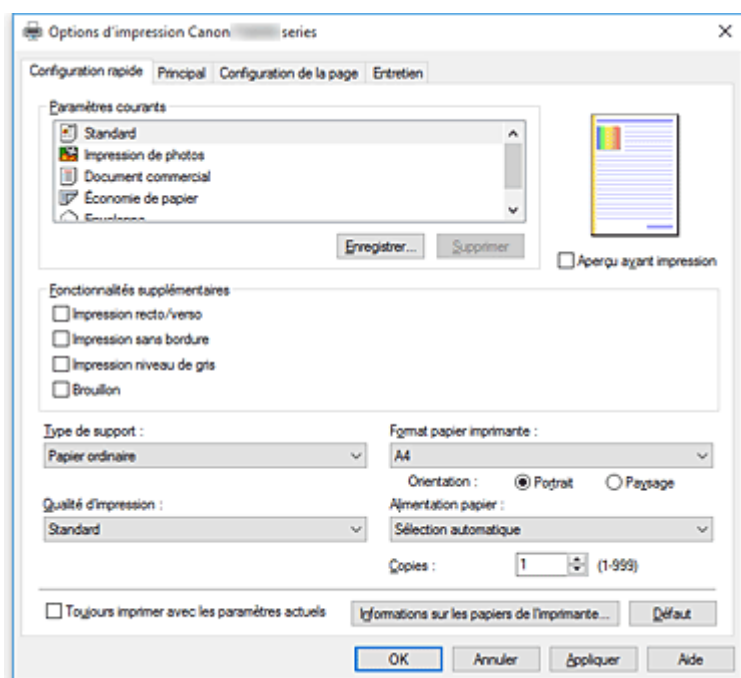 Options d'impression Canon series
Configuration rapide Principal Configuration de la page Entretien
Paramètres courants
Standard
Impression de photos
Document commercial
Économie de papier
Enregistrer... Supprimer
Aperçu avant impression
Fonctionnalités supplémentaires
Impression recto/verso
Impression sans bordure
Impression niveau de gris
Brouillon
Type de support :
Papier ordinaire
Format papier imprimante :
A4
Orientation : Portrait Paysage
Qualité d'impression :
Standard
Alimentation papier :
Sélection automatique
Copies : 1 (1-999)
Toujours imprimer avec les paramètres actuels
Informations sur les papiers de l'imprimante... Défaut
OK Annuler Appliquer Aide